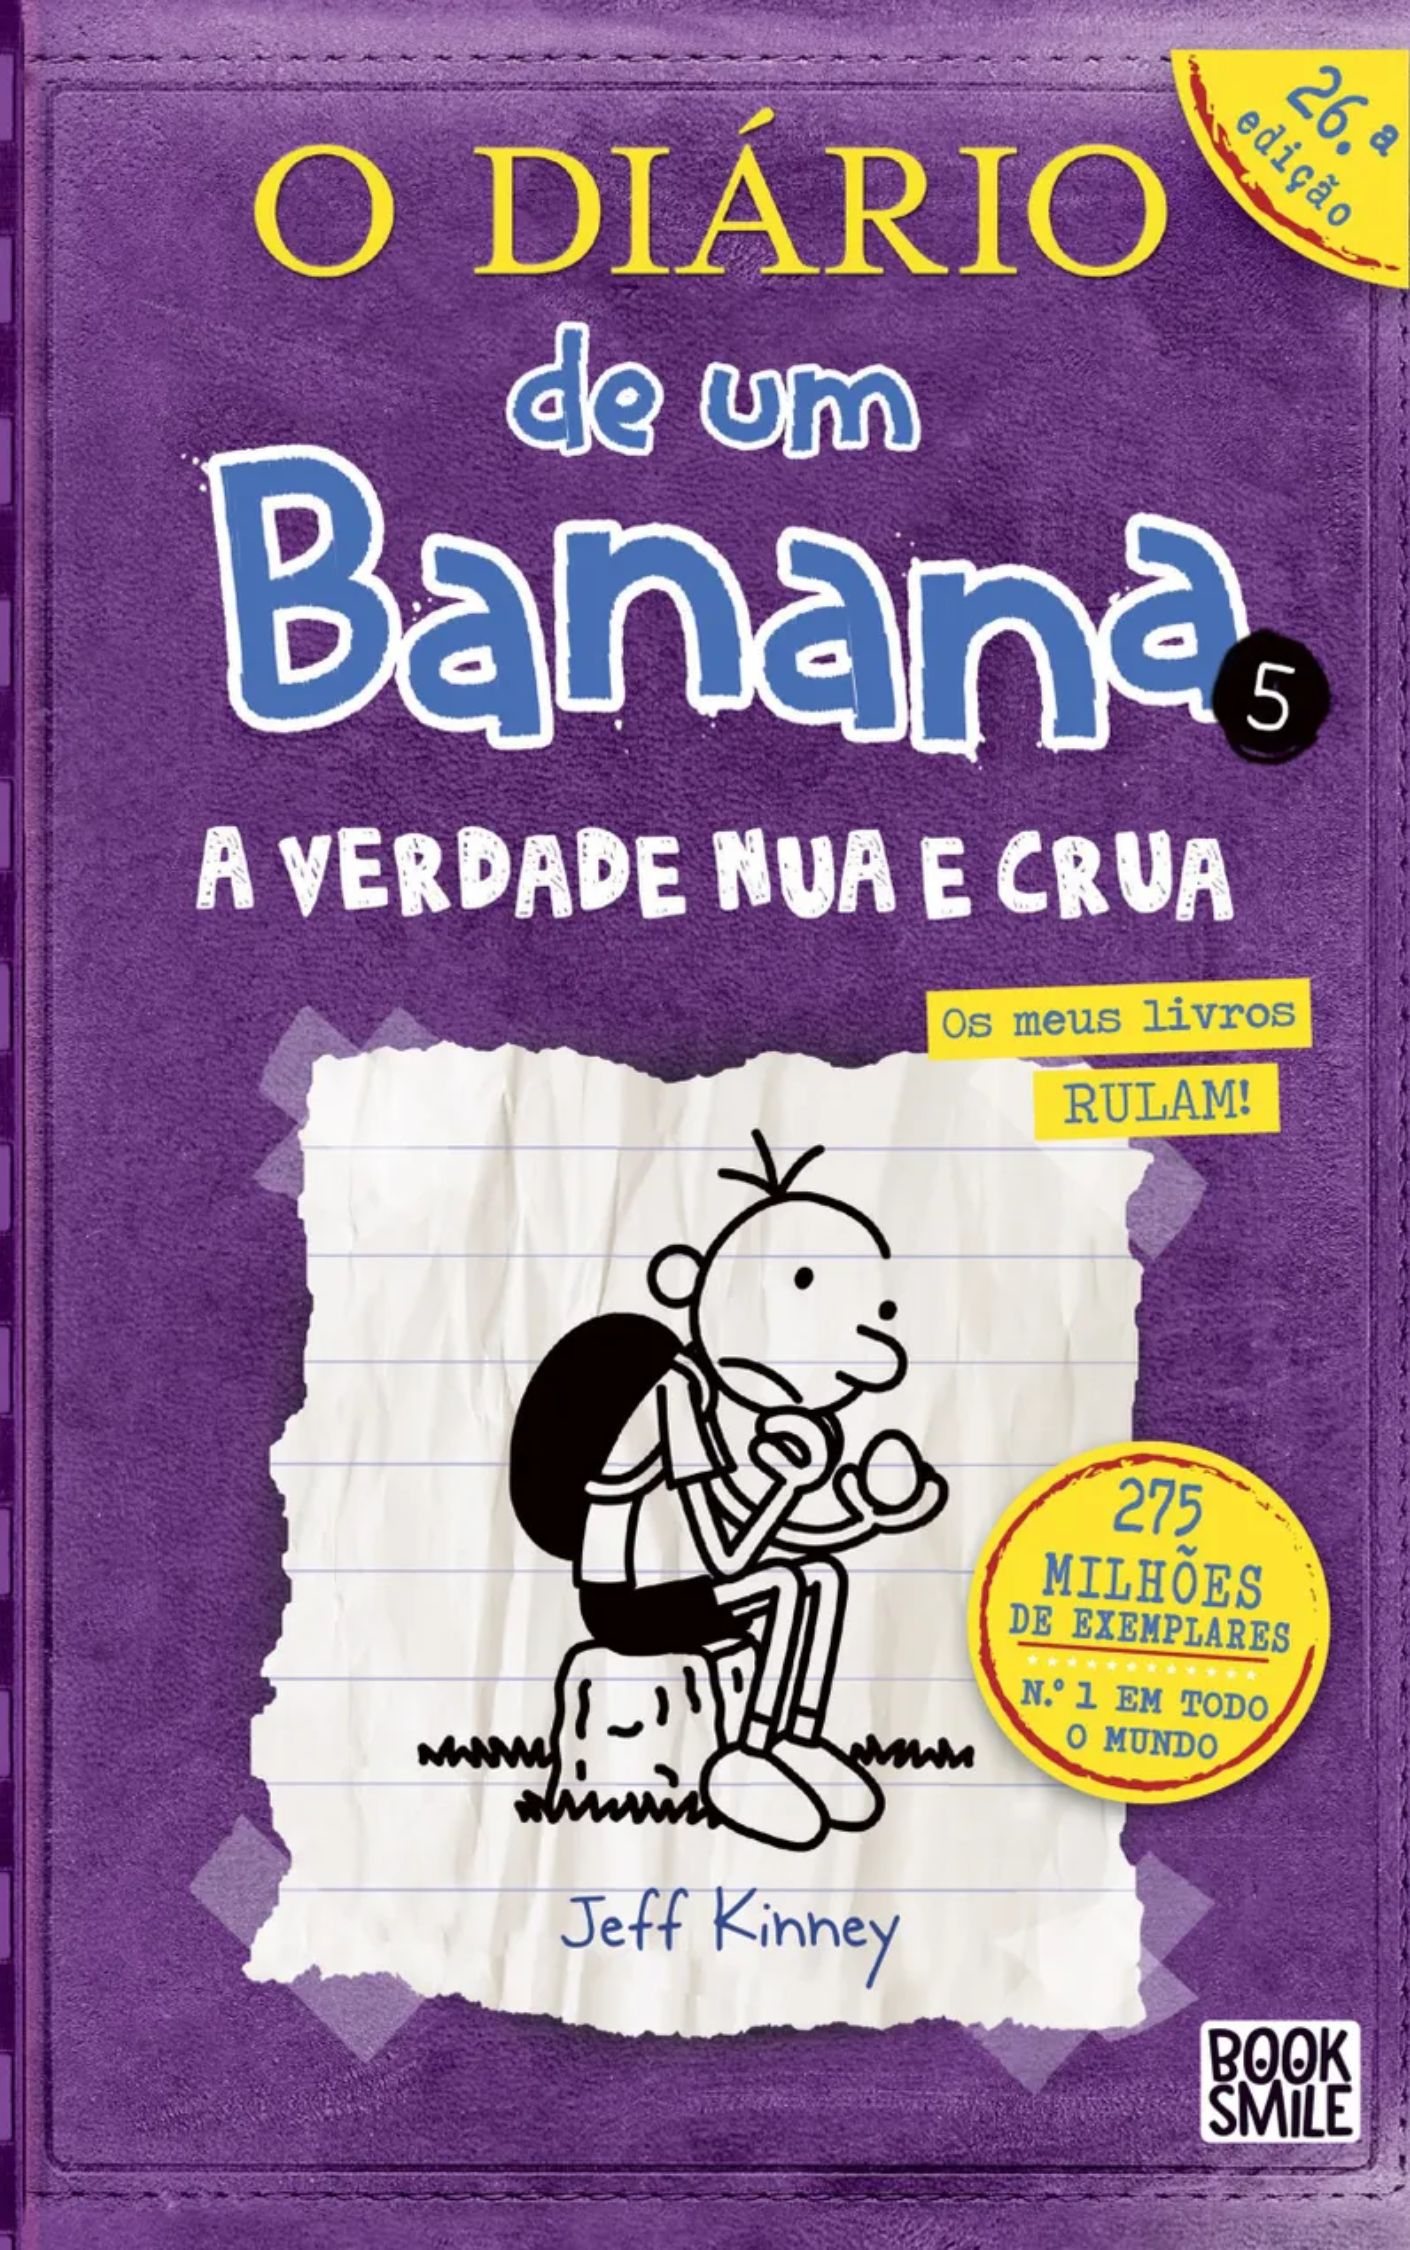 26.ª
edição
O DIÁRIO
de um
Banana
5
A VERDADE NUA E CRUA
Os meus livros
RULAM!
275
MILHÕES
DE EXEMPLARES
N.º 1 EM TODO
O MUNDO
Jeff Kinney
BOOK
SMILE